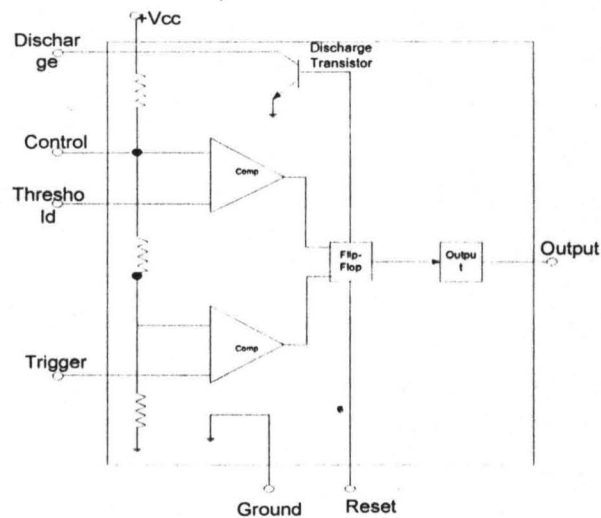 +Vcc
Dischar
ge
Discharge
Transistor
Control
Comp
Thresho
ld
Flip-
Flop
Outpu
t
Output
Comp
Trigger
Ground
Reset